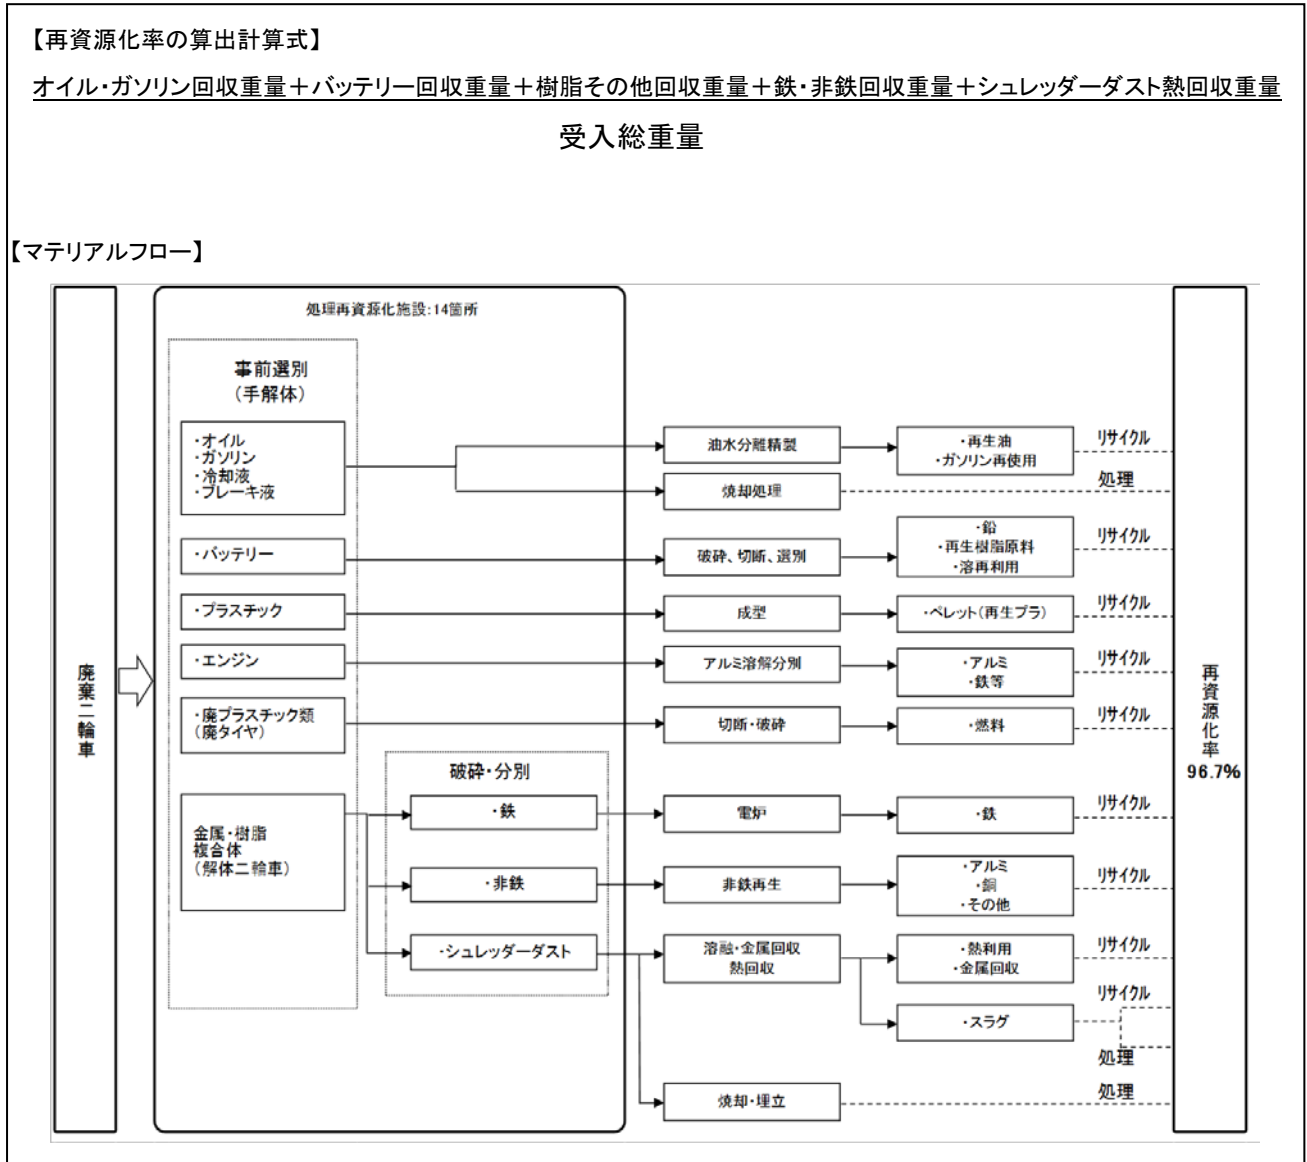 【再資源化率の算出計算式】
オイル・ガソリン回収重量＋バッテリー回収重量＋樹脂その他回収重量＋鉄・非鉄回収重量＋シュレッダーダスト熱回収重量
受入総重量
【マテリアルフロー】
処理再資源化施設:14箇所
事前選別
（手解体）
廃棄二輪車
・オイル
・ガソリン
・冷却液
・ブレーキ液
油水分離精製
・再生油
・ガソリン再使用
リサイクル
焼却処理
処理
・バッテリー
破砕、切断、選別
・鉛
・再生樹脂原料
・溶再利用
リサイクル
・プラスチック
成型
・ペレット（再生プラ）
リサイクル
・エンジン
アルミ溶解分別
・アルミ
・鉄等
リサイクル
・廃プラスチック類
（廃タイヤ）
切断・破砕
・燃料
リサイクル
金属・樹脂
複合体
（解体二輪車）
破砕・分別
・鉄
電炉
・鉄
リサイクル
・非鉄
非鉄再生
・アルミ
・銅
・その他
リサイクル
・シュレッダーダスト
溶融・金属回収
熱回収
・熱利用
・金属回収
リサイクル
・スラグ
リサイクル
処理
焼却・埋立
処理
再資源化率
96.7%